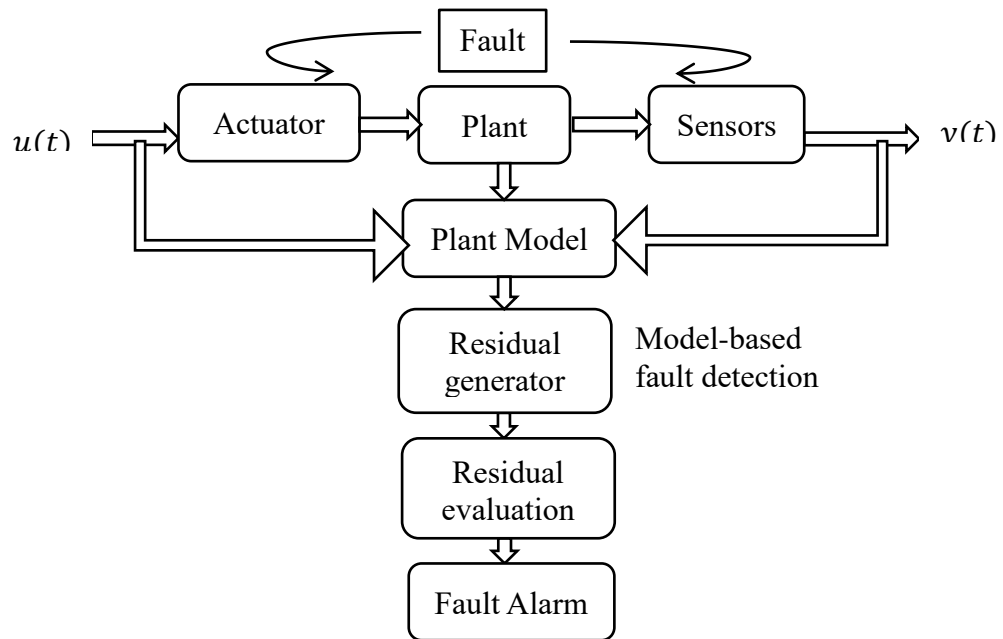 Fault
Actuator
Plant
Sensors
u(t)
y(t)
Plant Model
Residual
generator
Model-based
fault detection
Residual
evaluation
Fault Alarm